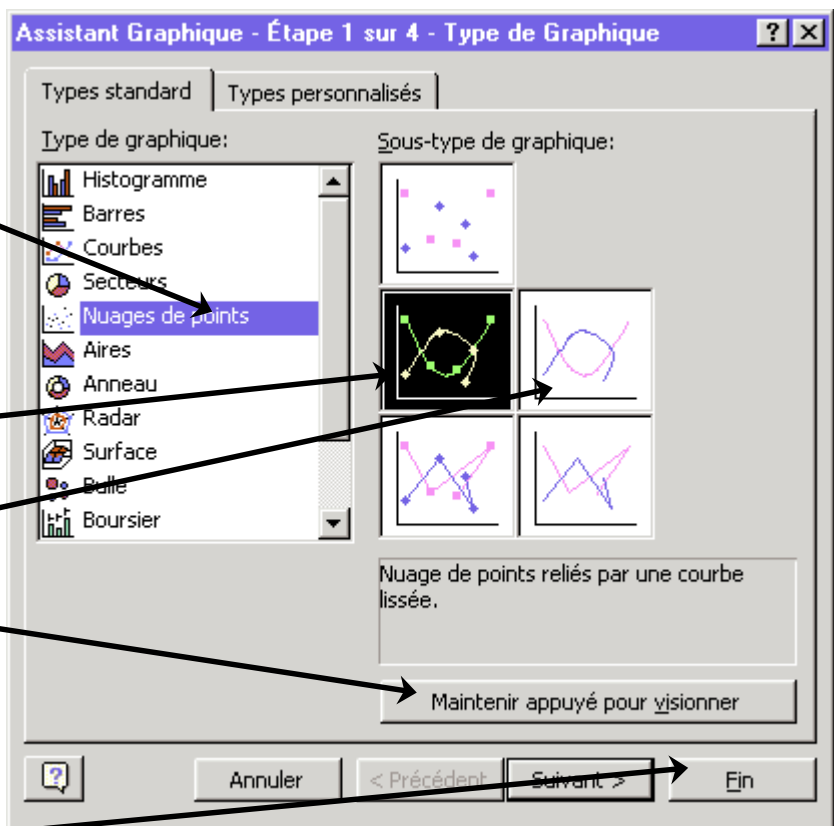 Assistant Graphique - Étape 1 sur 4 - Type de Graphique
Types standard
Types personnalisés
Type de graphique:
Sous-type de graphique:
Histogramme
Barres
Courbes
Secteurs
Nuages de points
Aires
Anneau
Radar
Surface
Bulle
Boursier
Nuage de points reliés par une courbe
lissée.
Maintenir appuyé pour visionner
Annuler
< Précédent
Suivant >
Fin